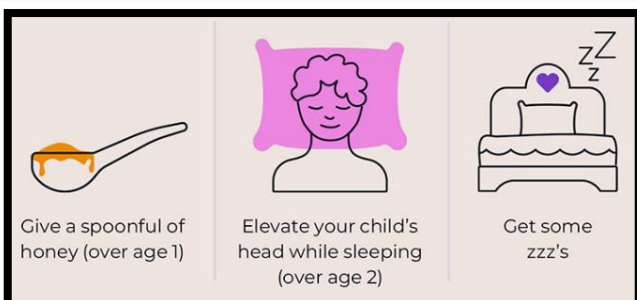 Z
Z
z
Give a spoonful of
honey (over age 1)
Elevate your child's
head while sleeping
(over age 2)
Get some
zzz's